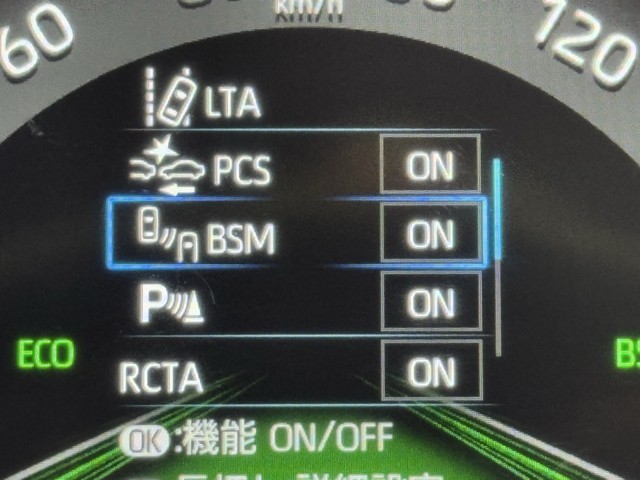 km/h
60
120
LTA
PCS ON
BSM ON
P ON
ECO
RCTA ON
OK:機能 ON/OFF